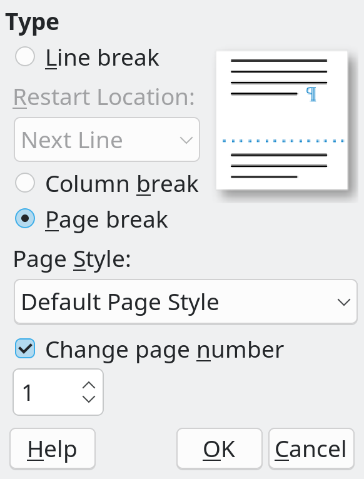 Type
Line break
Restart Location:
Next Line
Column break
Page break
Page Style:
Default Page Style
Change page number
1
Help OK Cancel